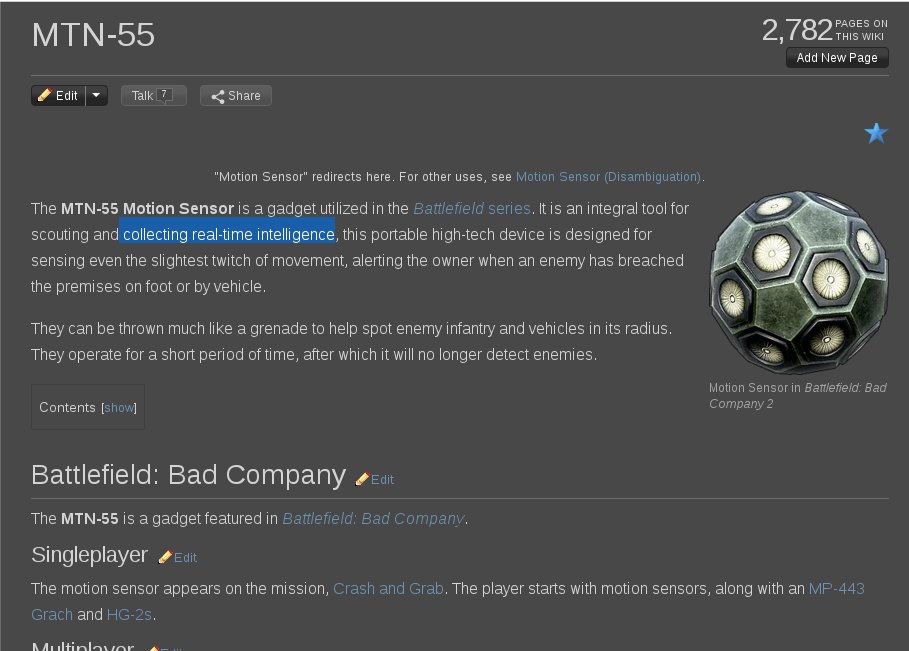 MTN-55
2,782 PAGES ON
THIS WIKI
Add New Page
Edit
Talk 7
Share
"Motion Sensor" redirects here. For other uses, see Motion Sensor (Disambiguation).
The MTN-55 Motion Sensor is a gadget utilized in the Battlefield series. It is an integral tool for
scouting and collecting real-time intelligence, this portable high-tech device is designed for
sensing even the slightest twitch of movement, alerting the owner when an enemy has breached
the premises on foot or by vehicle.
They can be thrown much like a grenade to help spot enemy infantry and vehicles in its radius.
They operate for a short period of time, after which it will no longer detect enemies.
Motion Sensor in Battlefield: Bad
Company 2
Contents [show]
Battlefield: Bad Company Edit
The MTN-55 is a gadget featured in Battlefield: Bad Company.
Singleplayer Edit
The motion sensor appears on the mission, Crash and Grab. The player starts with motion sensors, along with an MP-443
Grach and HG-2s.
Multiplayer Edit